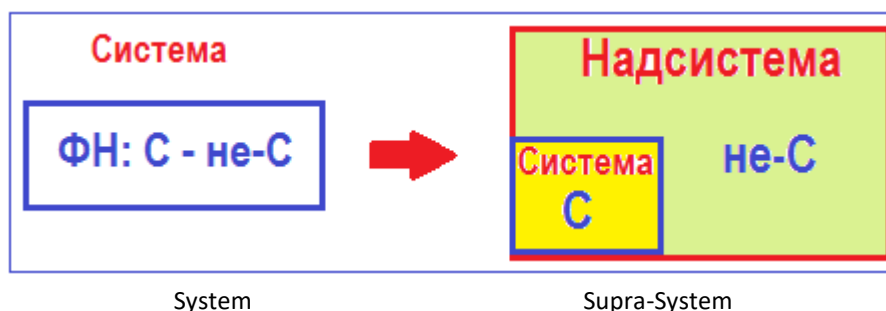 Система
ФН: С - не-С
Надсистема
Система
С
не-С
System
Supra-System